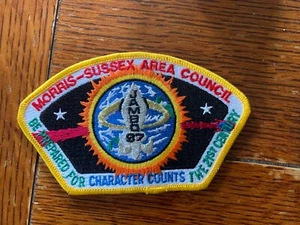 MORRIS-SUSSEX AREA COUNCIL
JAMBO
97
BE PREPARED FOR CHARACTER COUNTS THE 21ST CENTURY